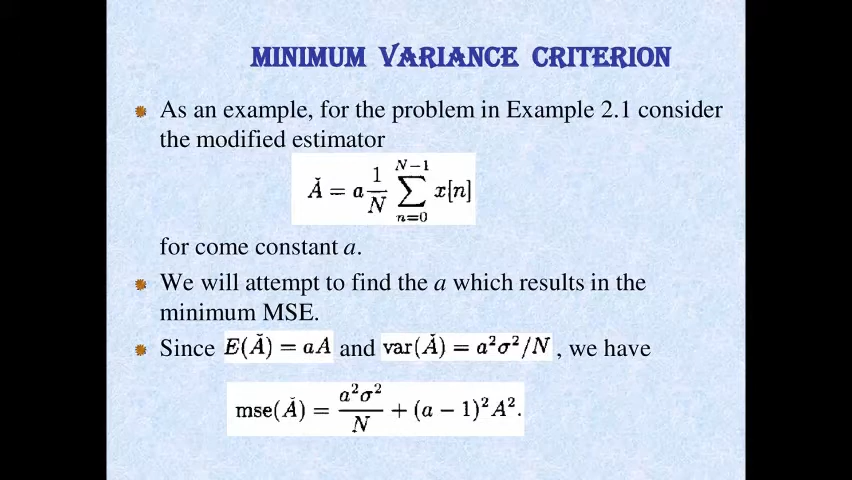 MINIMUM VARIANCE CRITERION
As an example, for the problem in Example 2.1 consider
the modified estimator
Ǎ = a 1/N ∑_{n=0}^{N−1} x[n]
for come constant a.
We will attempt to find the a which results in the
minimum MSE.
Since E(Ǎ) = aA and var(Ǎ) = a²σ²/N , we have
mse(Ǎ) = a²σ²/N + (a − 1)²A².